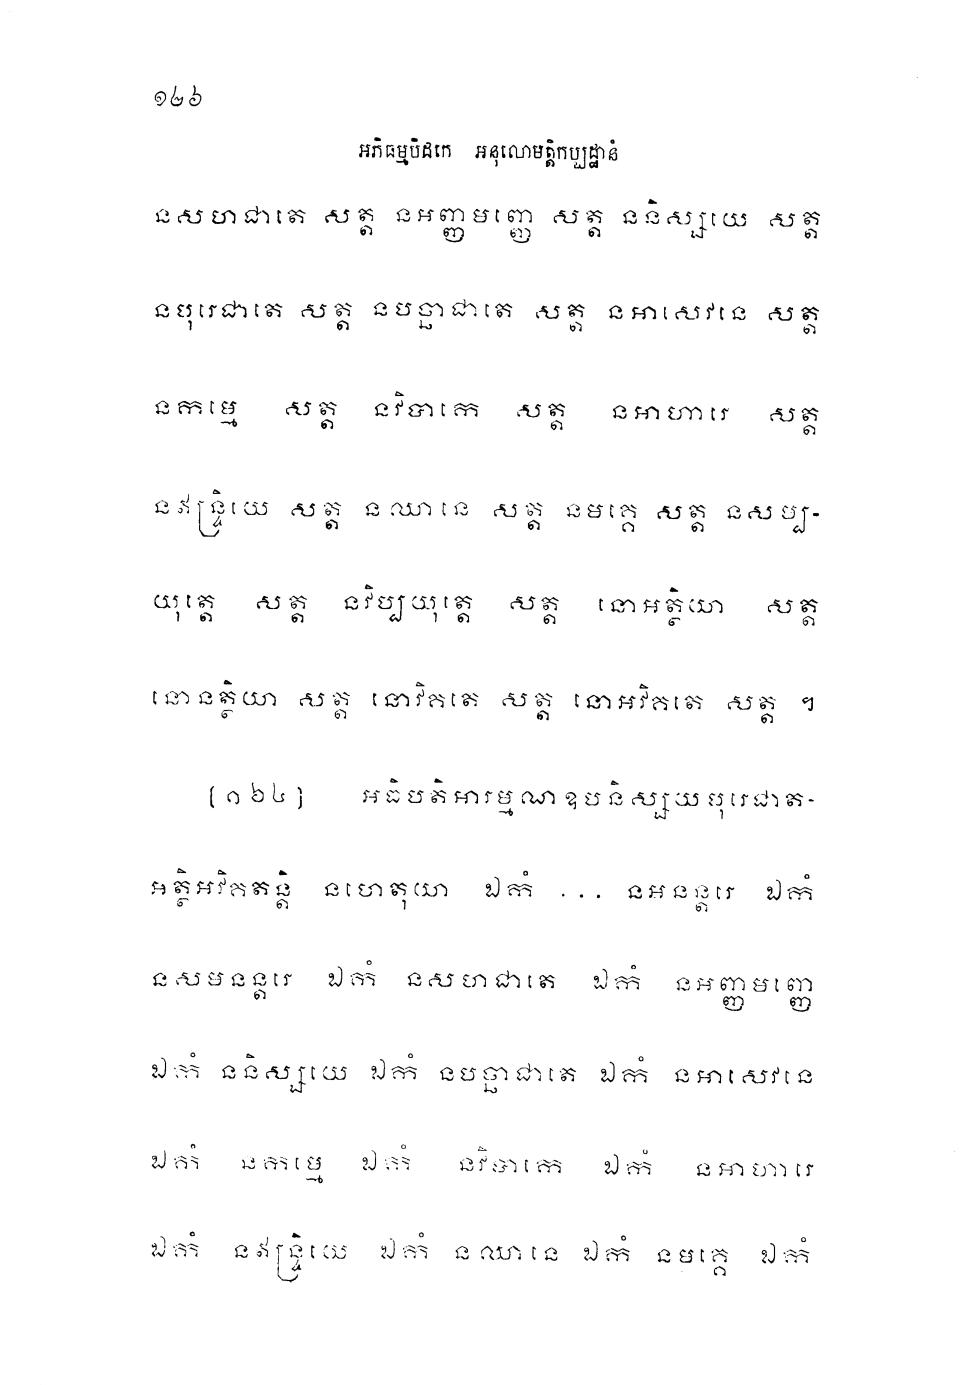 ១២៦
អភិធម្មបិដកេ អនុលោមត្តិកប្បដ្ឋានំ
នសហជាតេ សត្ត នអញ្ញមញ្ញេ សត្ត ននិស្សយេ សត្ត
នបុរេជាតេ សត្ត នបច្ឆាជាតេ សត្ត នអាសេវនេ សត្ត
នកម្មេ សត្ត នវិបាកេ សត្ត នអាហារេ សត្ត
នឥន្ទ្រិយេ សត្ត នឈានេ សត្ត នមគ្គេ សត្ត នសប្ប-
យុត្តេ សត្ត នវិប្បយុត្តេ សត្ត នោអត្ថិយា សត្ត
នោនត្ថិយា សត្ត នោវិគតេ សត្ត នោអវិគតេ សត្ត ។
[១៦៤] អធិបតិអារម្មណឧបនិស្សយបុរេជាត-
អត្ថិអវិគតន្តិ នហេតុយា ឯកំ ... នអនន្តរេ ឯកំ
នសមនន្តរេ ឯកំ នសហជាតេ ឯកំ នអញ្ញមញ្ញេ
ឯកំ ននិស្សយេ ឯកំ នបច្ឆាជាតេ ឯកំ នអាសេវនេ
ឯកំ នកម្មេ ឯកំ នវិបាកេ ឯកំ នអាហារេ
ឯកំ នឥន្ទ្រិយេ ឯកំ នឈានេ ឯកំ នមគ្គេ ឯកំ